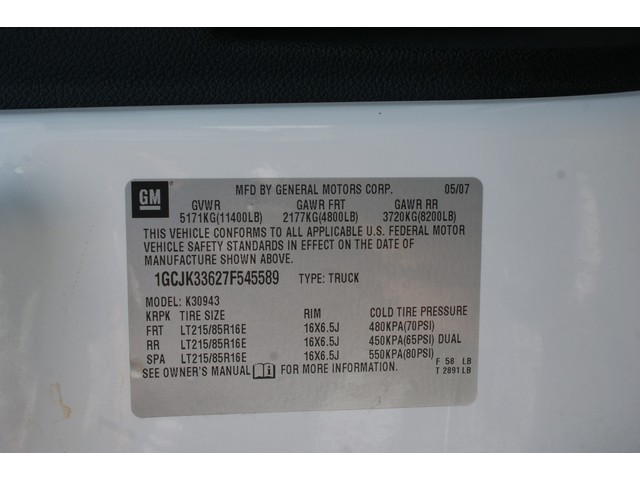 GM
MFD BY GENERAL MOTORS CORP. 05/07
GVWR GAWR FRT GAWR RR
5171KG(11400LB) 2177KG(4800LB) 3720KG(8200LB)
THIS VEHICLE CONFORMS TO ALL APPLICABLE U.S. FEDERAL MOTOR
VEHICLE SAFETY STANDARDS IN EFFECT ON THE DATE OF
MANUFACTURE SHOWN ABOVE.
1GCJK33627F545589 TYPE: TRUCK
MODEL: K30943
KRPK TIRE SIZE RIM COLD TIRE PRESSURE
FRT LT215/85R16E 16X6.5J 480KPA(70PSI)
RR LT215/85R16E 16X6.5J 450KPA(65PSI) DUAL
SPA LT215/85R16E 16X6.5J 550KPA(80PSI)
SEE OWNER'S MANUAL FOR MORE INFORMATION.
F 58 LB
T 2891LB